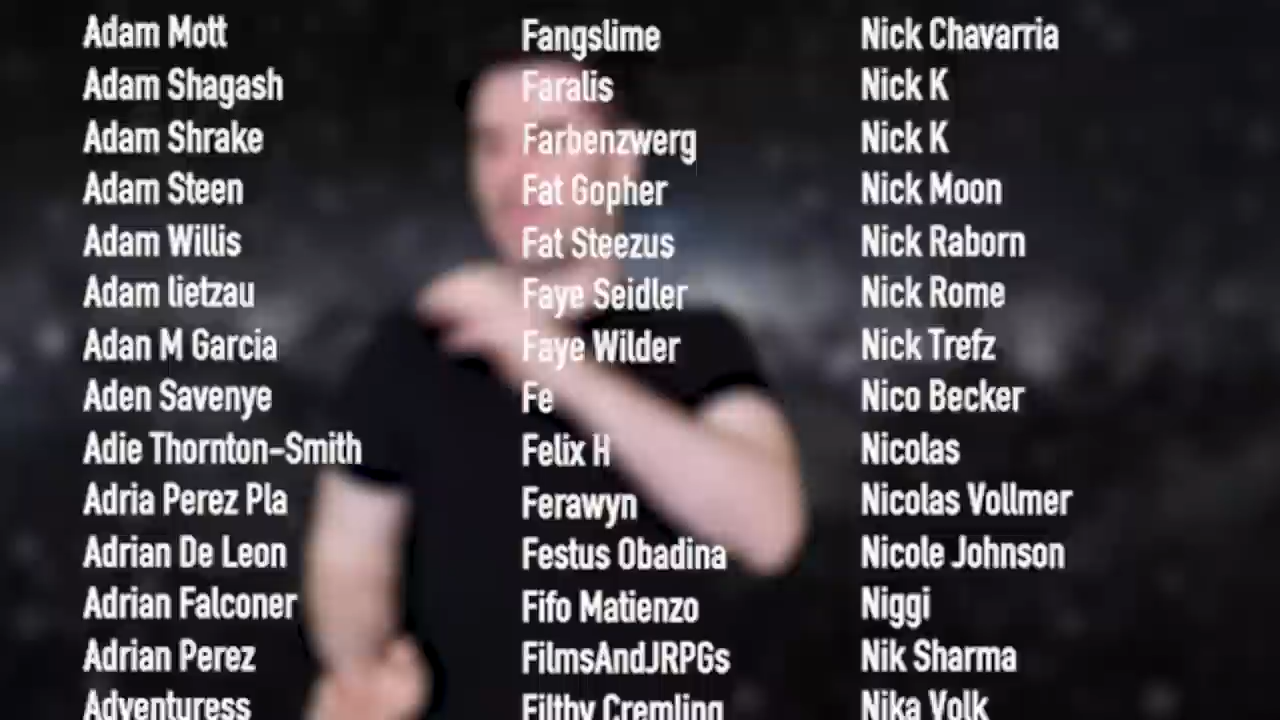 Adam Mott
Adam Shagash
Adam Shrake
Adam Steen
Adam Willis
Adam lietzau
Adan M Garcia
Aden Savenye
Adie Thornton-Smith
Adria Perez Pla
Adrian De Leon
Adrian Falconer
Adrian Perez
Adventuress
Fangslime
Faralis
Farbenzwerg
Fat Gopher
Fat Steezus
Faye Seidler
Faye Wilder
Fe
Felix H
Ferawyn
Festus Obadina
Fifo Matienzo
FilmsAndJRPGs
Filthy Cremling
Nick Chavarria
Nick K
Nick K
Nick Moon
Nick Raborn
Nick Rome
Nick Trefz
Nico Becker
Nicolas
Nicolas Vollmer
Nicole Johnson
Niggi
Nik Sharma
Nika Volk